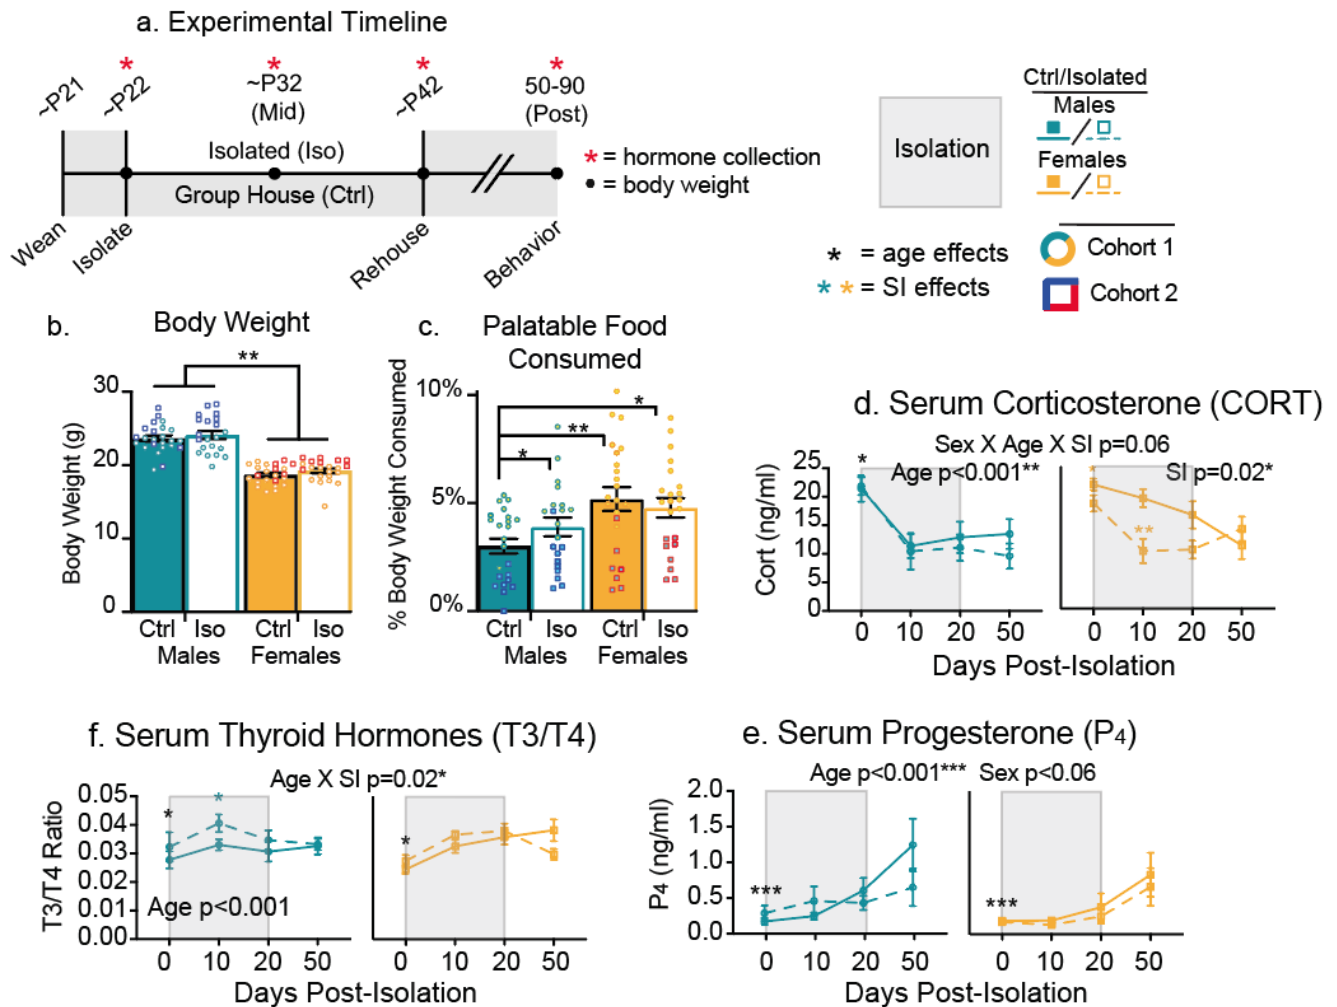 a. Experimental Timeline
~P21
~P22
*
~P32
(Mid)
*
~P42
*
50-90
(Post)
*
Isolated (Iso)
Group House (Ctrl)
Wean
Isolate
Rehouse
Behavior
* = hormone collection
• = body weight
Isolation
Ctrl/Isolated
Males
/
Females
/
* = age effects
* * = SI effects
Cohort 1
Cohort 2
b.
Body Weight
**
Body Weight (g)
30
20
10
0
Ctrl Iso Ctrl Iso
Males Females
c.
Palatable Food
Consumed
% Body Weight Consumed
10%
5%
0%
*
**
*
Ctrl Iso Ctrl Iso
Males Females
d. Serum Corticosterone (CORT)
Sex X Age X SI p=0.06
Age p<0.001**
SI p=0.02*
Cort (ng/ml)
25
20
15
10
5
0
*
*
**
0 10 20 50
0 10 20 50
Days Post-Isolation
f. Serum Thyroid Hormones (T3/T4)
Age X SI p=0.02*
T3/T4 Ratio
0.05
0.04
0.03
0.02
0.01
0.00
*
*
*
Age p<0.001
0 10 20 50
0 10 20 50
Days Post-Isolation
e. Serum Progesterone (P4)
Age p<0.001*** Sex p<0.06
P4 (ng/ml)
2.0
1.5
1.0
0.5
0.0
***
***
0 10 20 50
0 10 20 50
Days Post-Isolation